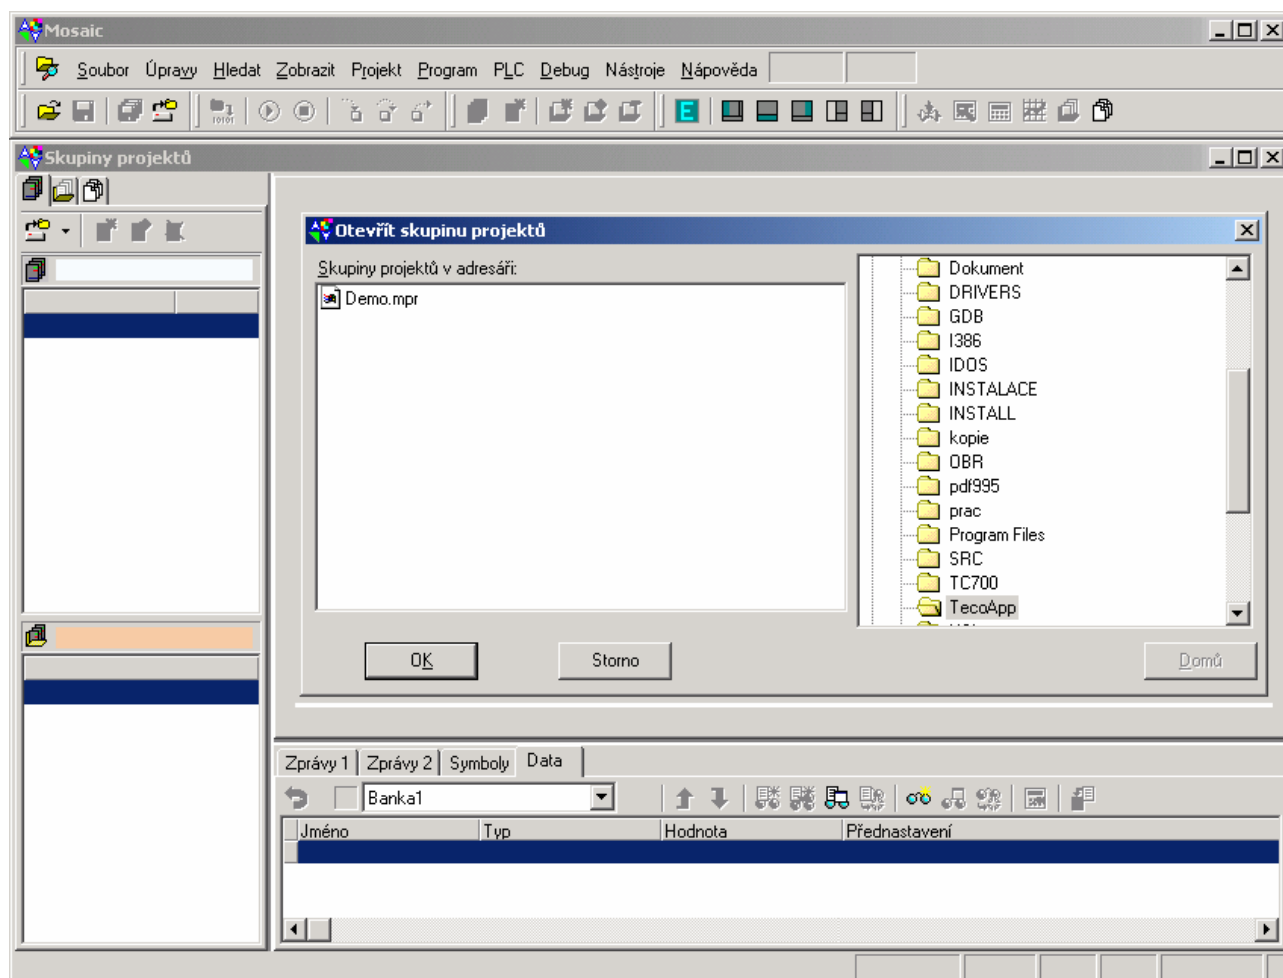 Mosaic
Soubor Úpravy Hledat Zobrazit Projekt Program PLC Debug Nástroje Nápověda
E
Skupiny projektů
Otevřít skupinu projektů
Skupiny projektů v adresáři:
Demo.mpr
Dokument
DRIVERS
GDB
I386
IDOS
INSTALACE
INSTALL
kopie
OBR
pdf995
prac
Program Files
SRC
TC700
TecoApp
OK Storno Domů
Zprávy 1 Zprávy 2 Symboly Data
Banka1
Jméno Typ Hodnota Přednastavení